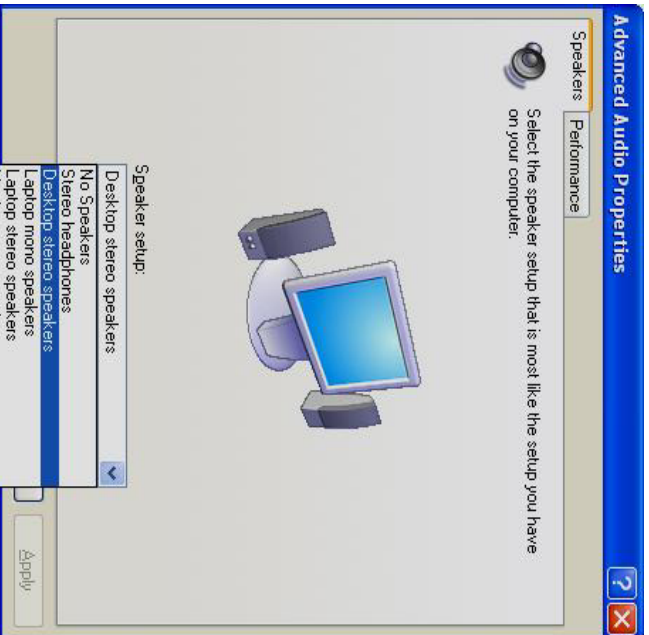 Advanced Audio Properties
Speakers
Performance
Select the speaker setup that is most like the setup you have
on your computer.
Speaker setup:
Desktop stereo speakers
No Speakers
Stereo headphones
Desktop stereo speakers
Laptop mono speakers
Laptop stereo speakers
Apply